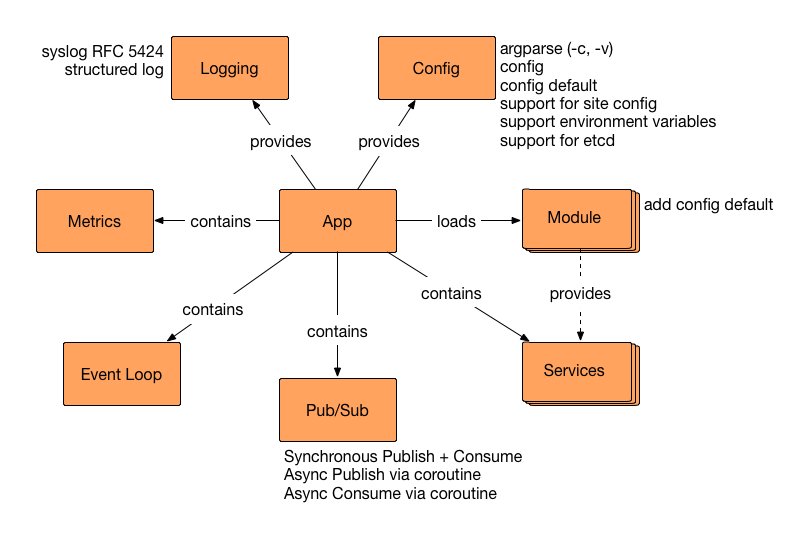 syslog RFC 5424
structured log
Logging
Config
argparse (-c, -v)
config
config default
support for site config
support environment variables
support for etcd
provides
provides
Metrics
contains
App
loads
Module
add config default
contains
contains
contains
provides
Event Loop
Pub/Sub
Services
Synchronous Publish + Consume
Async Publish via coroutine
Async Consume via coroutine